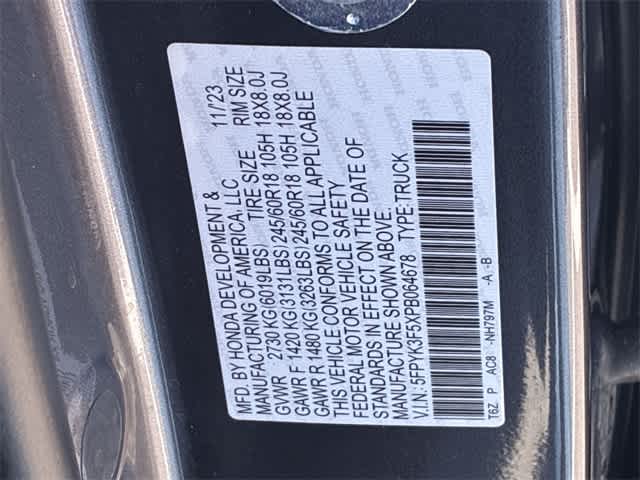 MFD. BY HONDA DEVELOPMENT & 11/23
MANUFACTURING OF AMERICA, LLC
TIRE SIZE RIM SIZE
GVWR 2730 KG(6019LBS)
GAWR F 1420 KG(3131LBS) 245/60R18 105H 18X8.0J
GAWR R 1480 KG(3263LBS) 245/60R18 105H 18X8.0J
THIS VEHICLE CONFORMS TO ALL APPLICABLE
FEDERAL MOTOR VEHICLE SAFETY
STANDARDS IN EFFECT ON THE DATE OF
MANUFACTURE SHOWN ABOVE.
V.I.N.: 5FPYK3F5XPB064678 TYPE:TRUCK
T6Z P AC8 -NH797M -A -B